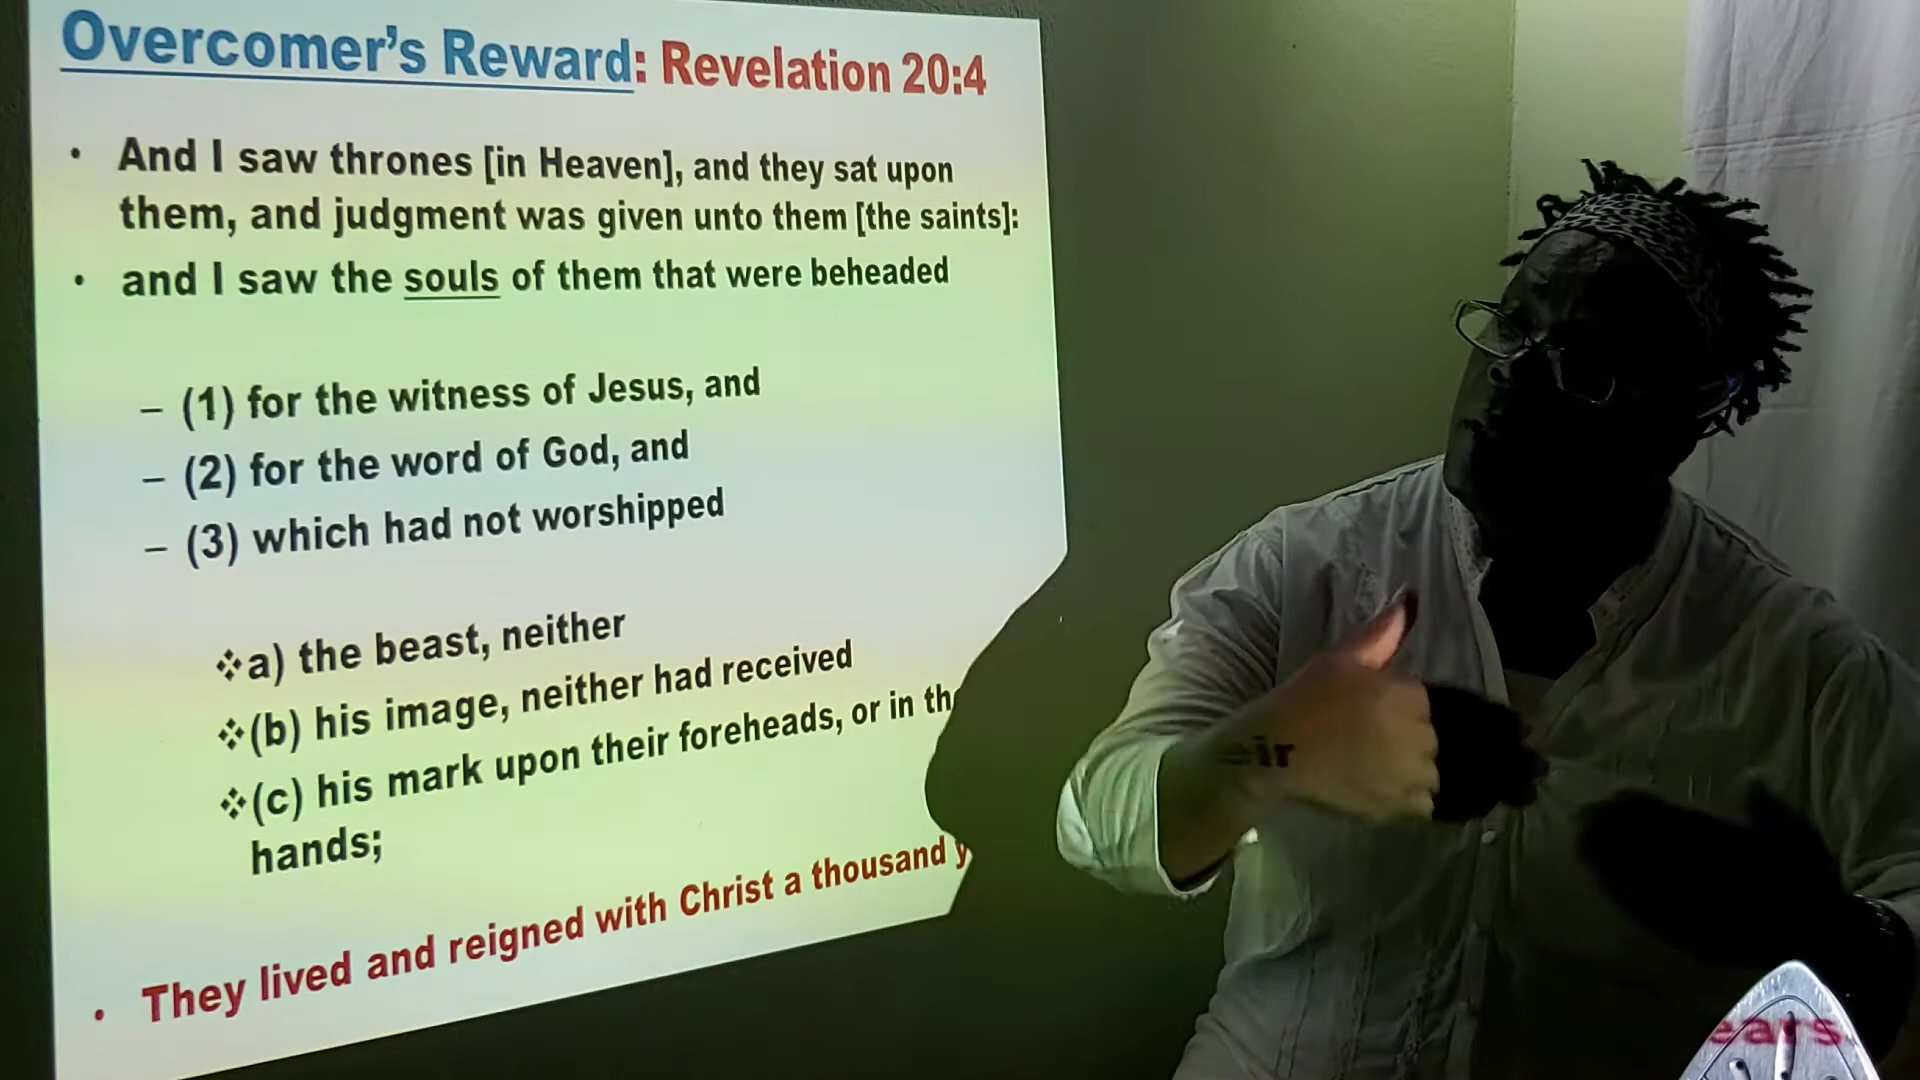 Overcomer's Reward: Revelation 20:4
• And I saw thrones [in Heaven], and they sat upon
them, and judgment was given unto them [the saints]:
• and I saw the souls of them that were beheaded
– (1) for the witness of Jesus, and
– (2) for the word of God, and
– (3) which had not worshipped
❖a) the beast, neither
❖(b) his image, neither had received
❖(c) his mark upon their foreheads, or in their
hands;
• They lived and reigned with Christ a thousand years